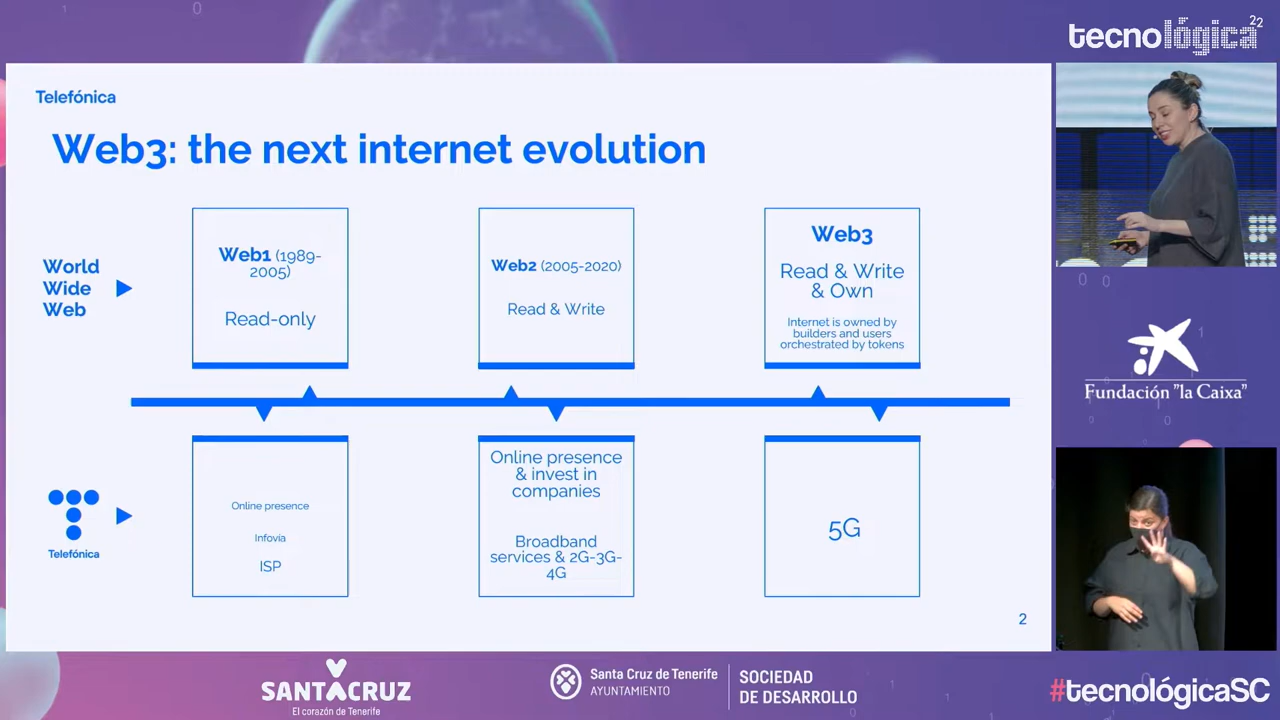 tecnológica22
Telefónica
Web3: the next internet evolution
World
Wide
Web
Web1 (1989-
2005)
Read-only
Web2 (2005-2020)
Read & Write
Web3
Read & Write
& Own
Internet is owned by
builders and users
orchestrated by tokens
Telefónica
Online presence
Infovía
ISP
Online presence
& invest in
companies
Broadband
services & 2G-3G-
4G
5G
2
Fundación "la Caixa"
SANTACRUZ
El corazón de Tenerife
Santa Cruz de Tenerife
AYUNTAMIENTO
SOCIEDAD
DE DESARROLLO
#tecnológicaSC